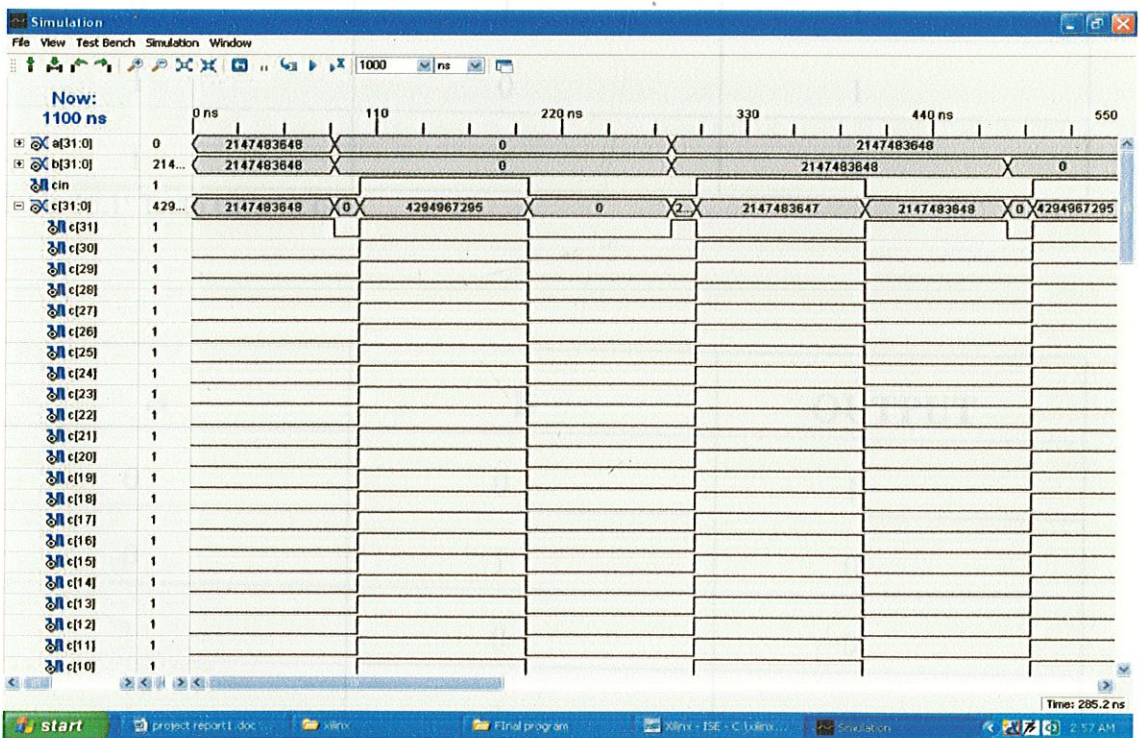 Simulation
File View Test Bench Simulation Window
1000 ns
Now:
1100 ns
0 ns 110 220 ns 330 440 ns 550
a[31:0] 0 2147483648 0 2147483648
b[31:0] 214... 2147483648 0 2147483648 0
cin 1
c[31:0] 429... 2147483648 0 4294967295 0 2... 2147483647 2147483648 0 4294967295
c[31] 1
c[30] 1
c[29] 1
c[28] 1
c[27] 1
c[26] 1
c[25] 1
c[24] 1
c[23] 1
c[22] 1
c[21] 1
c[20] 1
c[19] 1
c[18] 1
c[17] 1
c[16] 1
c[15] 1
c[14] 1
c[13] 1
c[12] 1
c[11] 1
c[10] 1
Time: 285.2 ns
start project report1.doc ... xilinx FInal program Xilinx - ISE - C:\xilinx... Simulation 2:57 AM